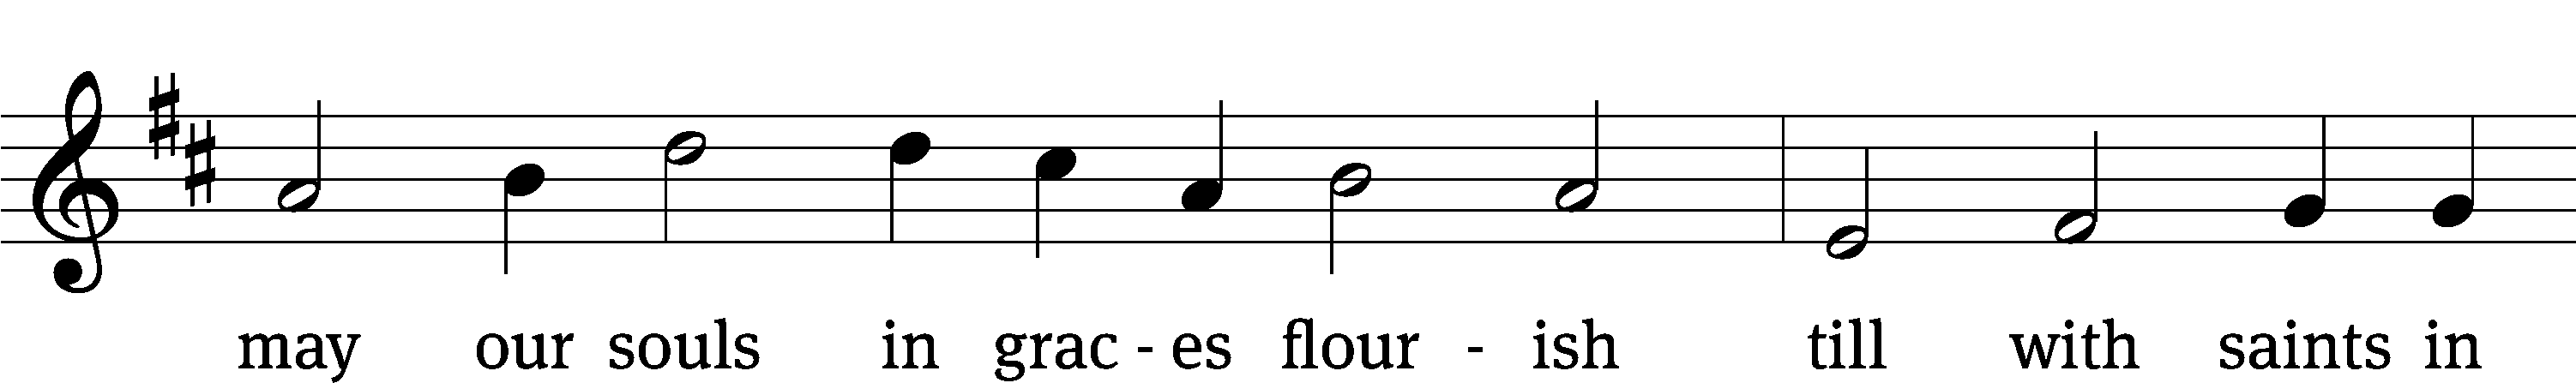 may our souls in grac - es flour - ish till with saints in